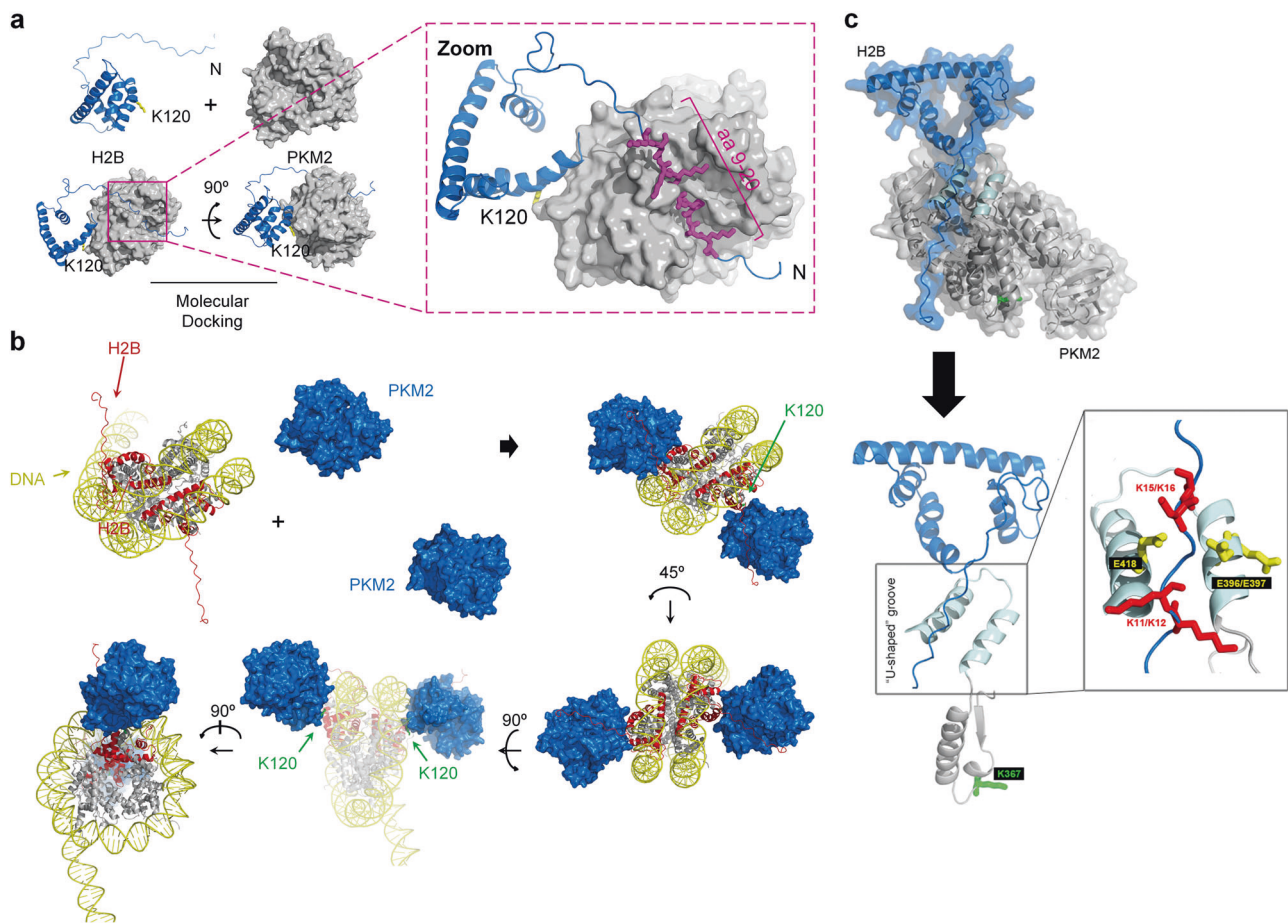 a
N
+
K120
H2B
PKM2
90º
K120
K120
Molecular
Docking
Zoom
K120
aa 9-20
N
b
H2B
DNA
H2B
+
PKM2
PKM2
K120
45º
90º
K120
K120
90º
c
H2B
PKM2
"U-shaped" groove
K367
K15/K16
E418
E396/E397
K11/K12